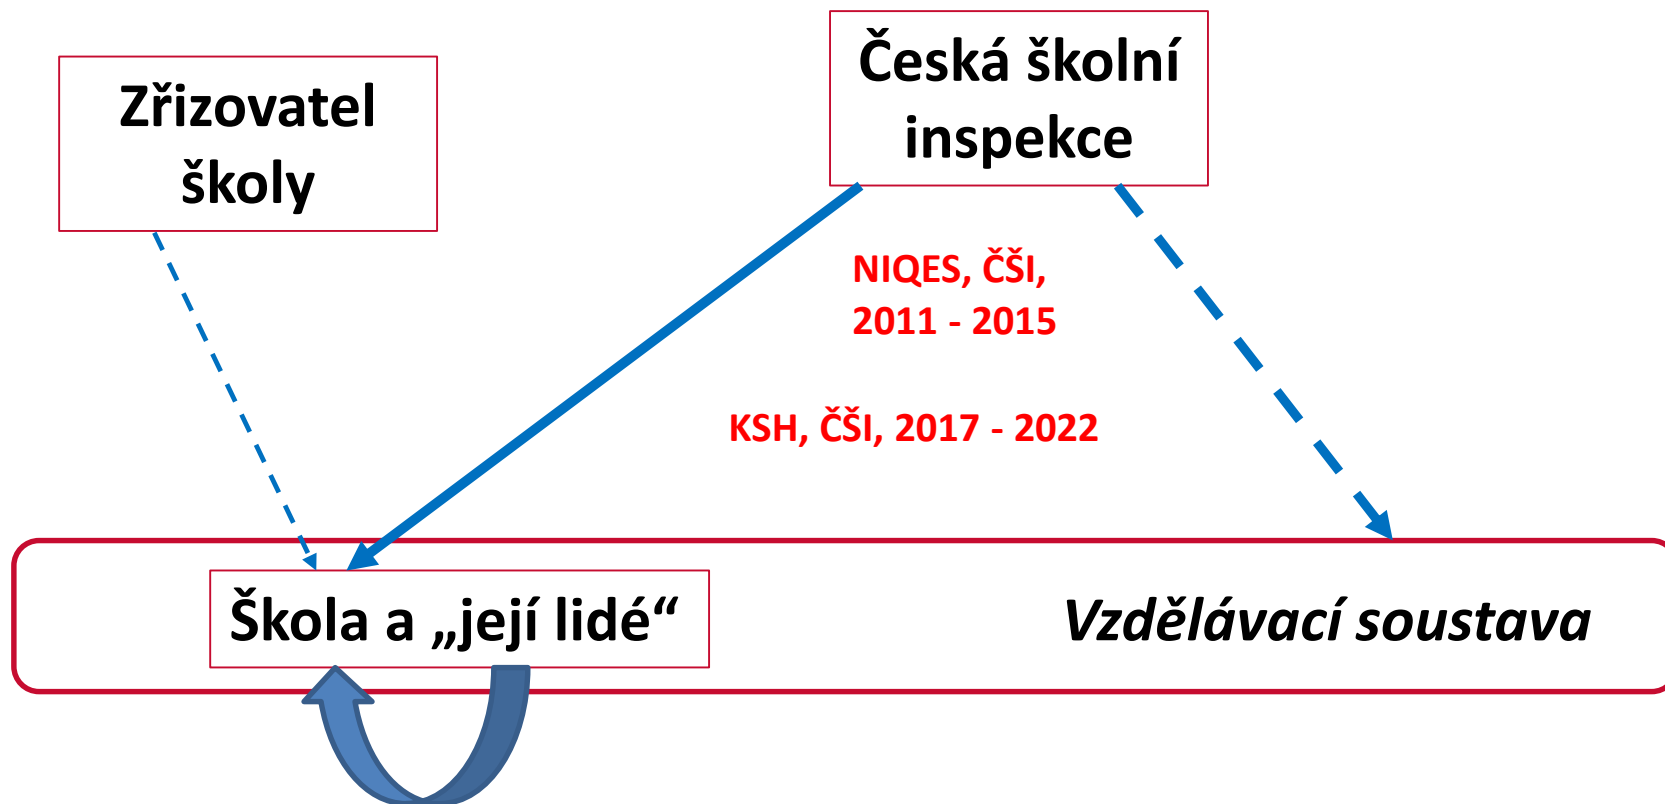 Zřizovatel
školy
Česká školní
inspekce
NIQES, ČŠI,
2011 - 2015
KSH, ČŠI, 2017 - 2022
Škola a „její lidé“
Vzdělávací soustava